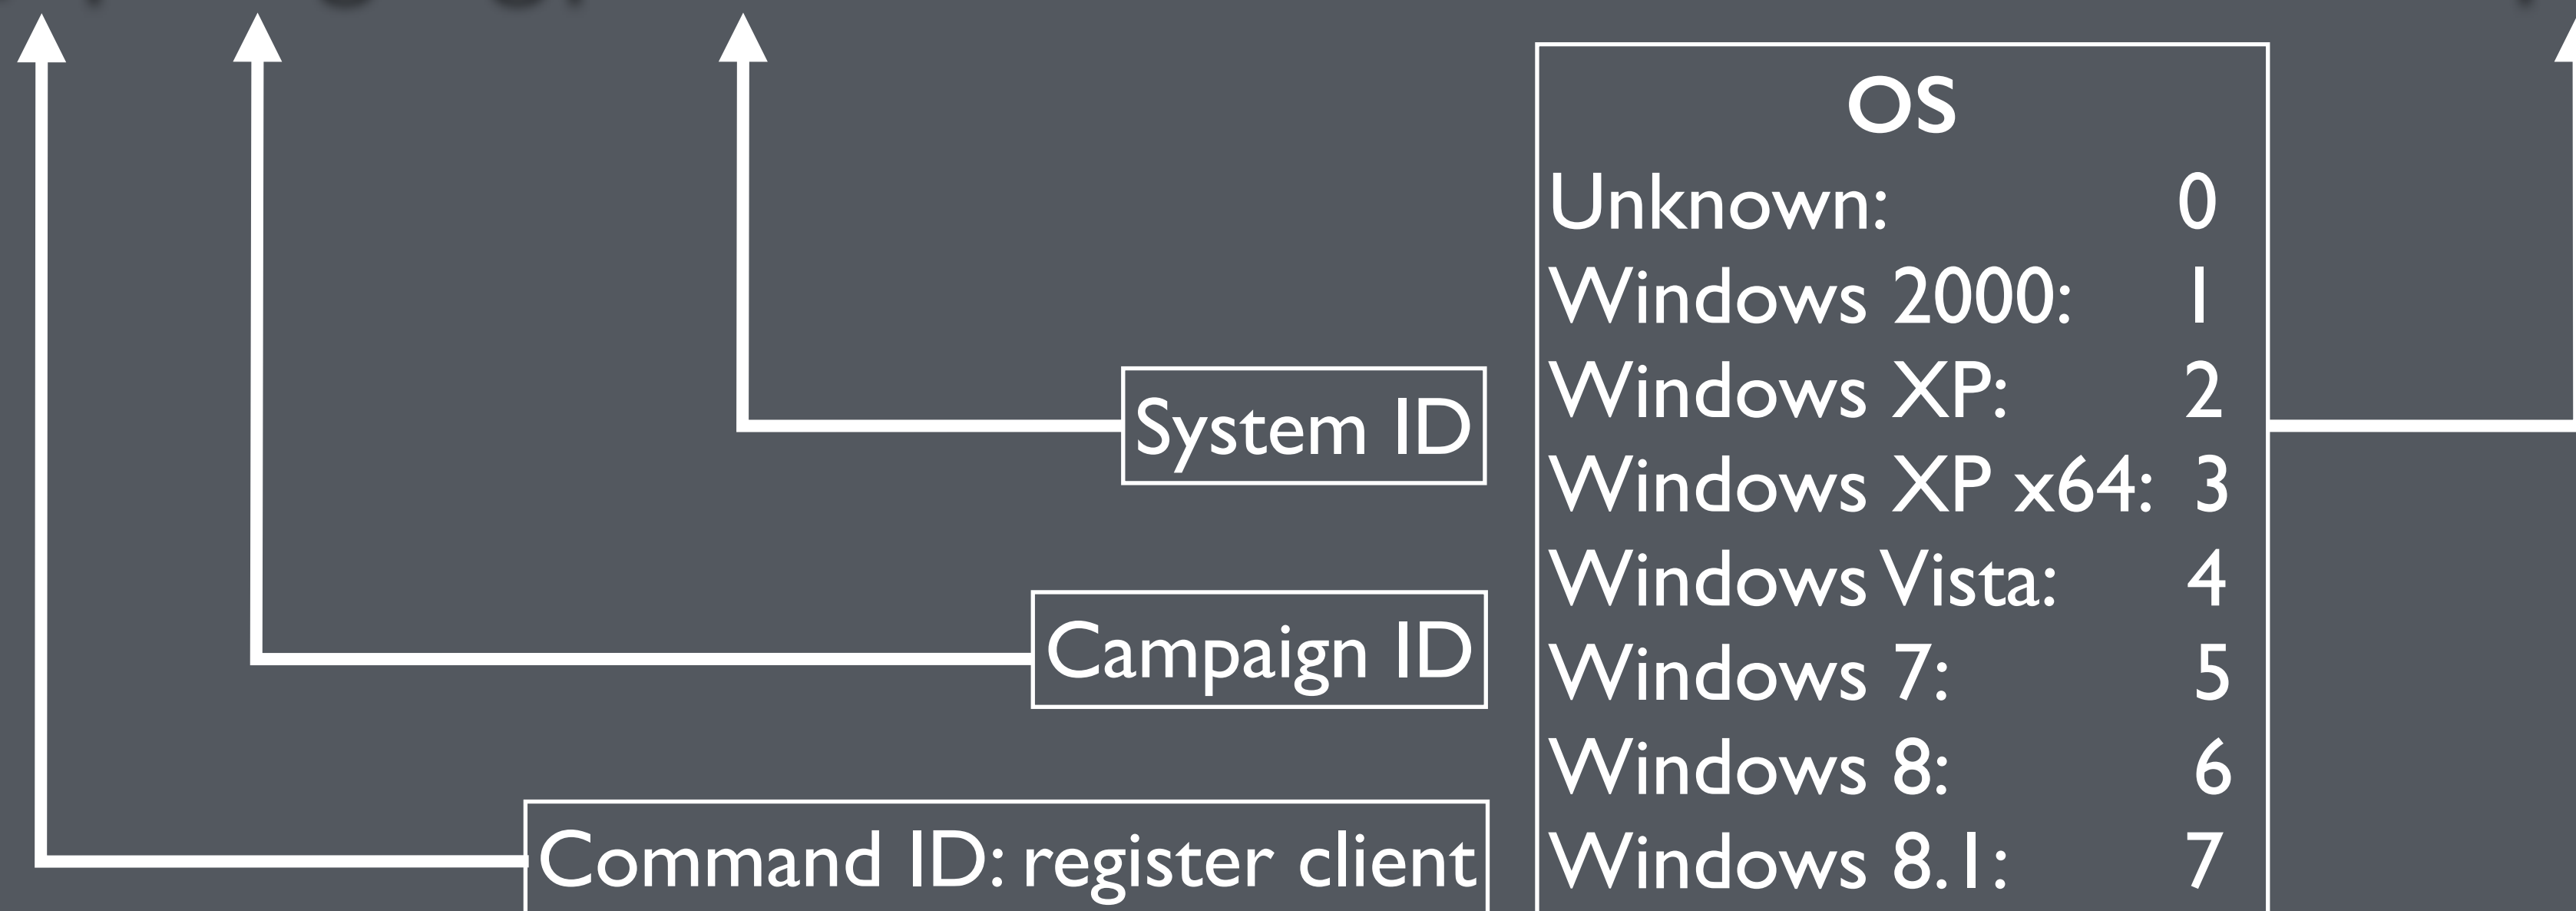 System ID
Campaign ID
Command ID: register client
OS
Unknown: 0
Windows 2000: 1
Windows XP: 2
Windows XP x64: 3
Windows Vista: 4
Windows 7: 5
Windows 8: 6
Windows 8.1: 7